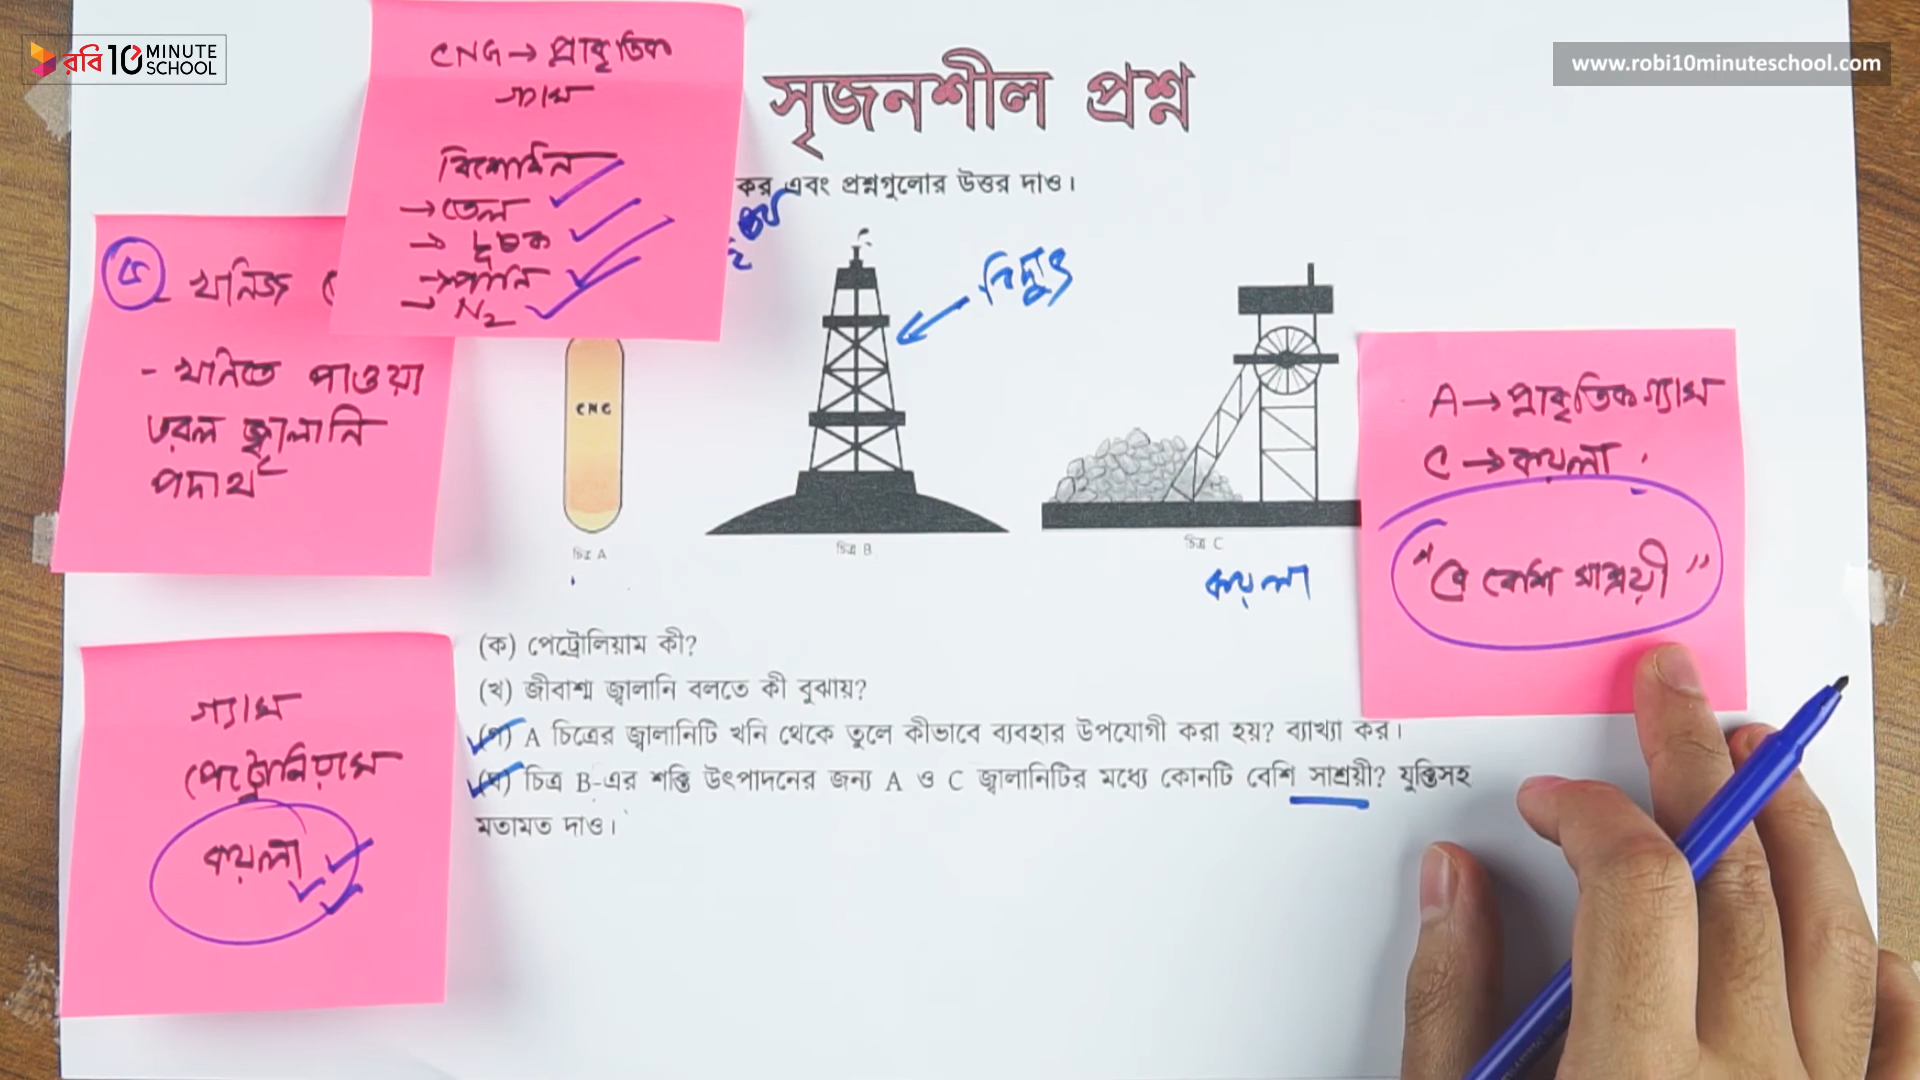 রবি 10 MINUTE SCHOOL
www.robi10minuteschool.com
সৃজনশীল প্রশ্ন
কর এবং প্রশ্নগুলোর উত্তর দাও।
CNG → প্রাকৃতিক
গ্যাস
বিশোধন
→ তেল
→
→ পানি
→ N2
ক - খনিজ
- খনিতে পাওয়া
তরল জ্বালানি
পদার্থ
বিদ্যুৎ
CNG
চিত্র A
চিত্র B
চিত্র C
কয়লা
A → প্রাকৃতিক গ্যাস
C → কয়লা
"কে বেশি সাশ্রয়ী"
গ্যাস
পেট্রোলিয়াম
কয়লা
(ক) পেট্রোলিয়াম কী?
(খ) জীবাশ্ম জ্বালানি বলতে কী বুঝায়?
(গ) A চিত্রের জ্বালানিটি খনি থেকে তুলে কীভাবে ব্যবহার উপযোগী করা হয়? ব্যাখ্যা কর।
(ঘ) চিত্র B-এর শক্তি উৎপাদনের জন্য A ও C জ্বালানিটির মধ্যে কোনটি বেশি সাশ্রয়ী? যুক্তিসহ
মতামত দাও।